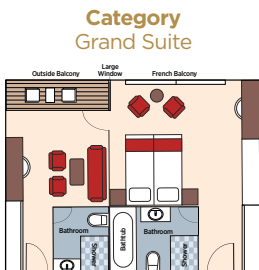 Category
Grand Suite
Outside Balcony
Large
Window
French Balcony
Bathroom
Bathtub
Bathroom
Shower
Shower